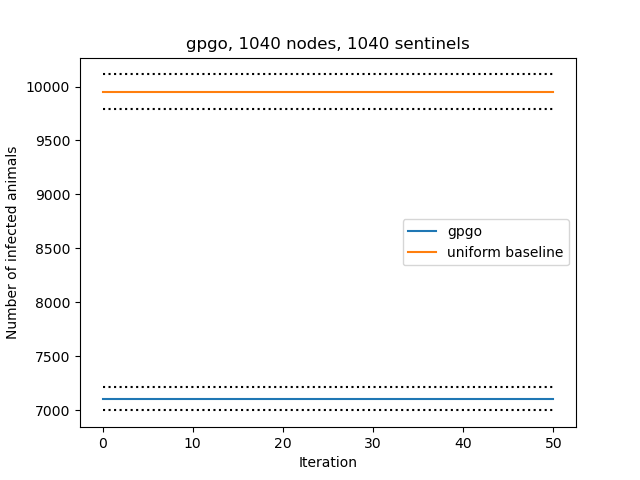 gpgo, 1040 nodes, 1040 sentinels
Number of infected animals
10000
9500
9000
8500
8000
7500
7000
gpgo
uniform baseline
0 10 20 30 40 50
Iteration